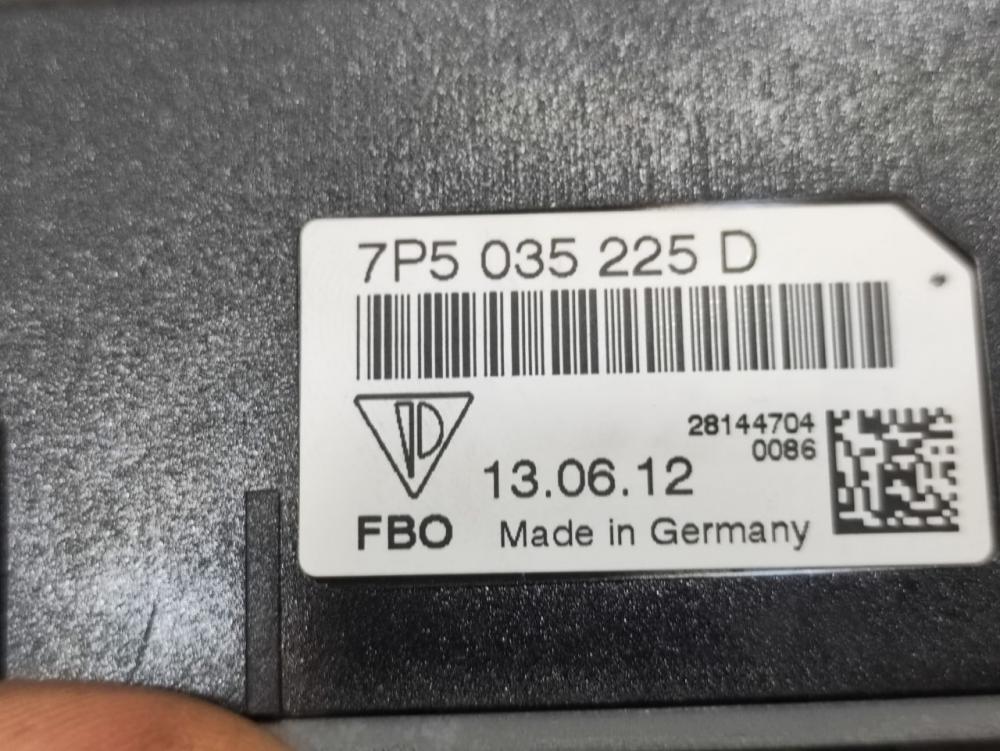 7P5 035 225 D
28144704
0086
13.06.12
FBO Made in Germany